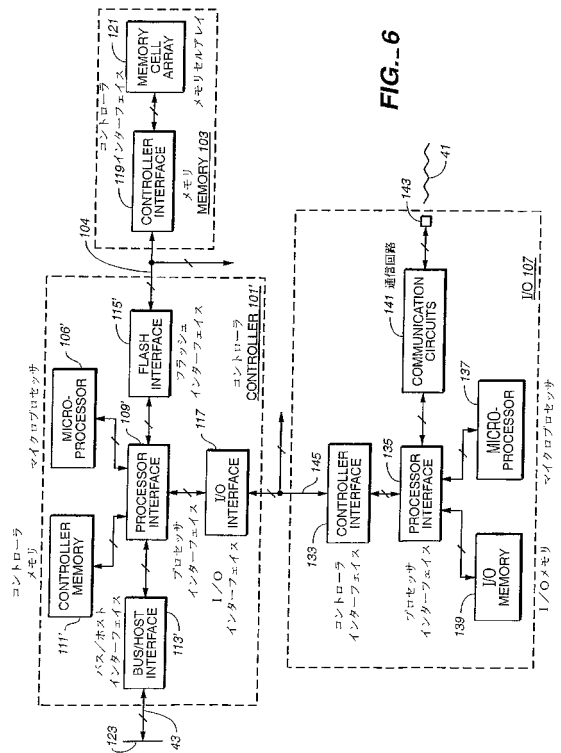 FIG._6
コントローラ
メモリ
111'
CONTROLLER
MEMORY
マイクロプロセッサ
106'
MICRO-
PROCESSOR
バス/ホスト
インターフェイス
BUS/HOST
INTERFACE
113'
123
43
109'
PROCESSOR
INTERFACE
プロセッサ
インターフェイス
115'
FLASH
INTERFACE
フラッシュ
インターフェイス
117
I/O
INTERFACE
I/O
インターフェイス
コントローラ
CONTROLLER 101'
104
コントローラ
119インターフェイス
CONTROLLER
INTERFACE
121
MEMORY
CELL
ARRAY
メモリセルアレイ
メモリ
MEMORY 103
145
133
CONTROLLER
INTERFACE
コントローラ
インターフェイス
135
PROCESSOR
INTERFACE
プロセッサ
インターフェイス
141 通信回路
COMMUNICATION
CIRCUITS
143
41
139
I/O
MEMORY
I/Oメモリ
137
MICRO-
PROCESSOR
マイクロプロセッサ
I/O 107